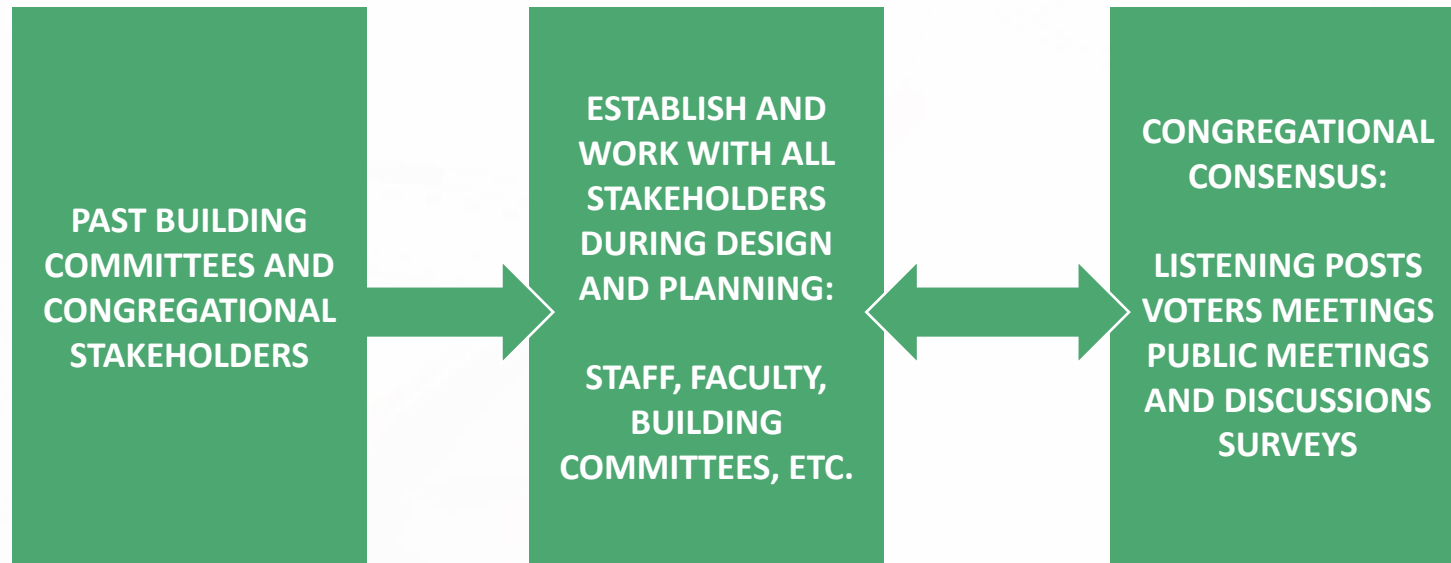 PAST BUILDING
COMMITTEES AND
CONGREGATIONAL
STAKEHOLDERS
ESTABLISH AND
WORK WITH ALL
STAKEHOLDERS
DURING DESIGN
AND PLANNING:
STAFF, FACULTY,
BUILDING
COMMITTEES, ETC.
CONGREGATIONAL
CONSENSUS:
LISTENING POSTS
VOTERS MEETINGS
PUBLIC MEETINGS
AND DISCUSSIONS
SURVEYS